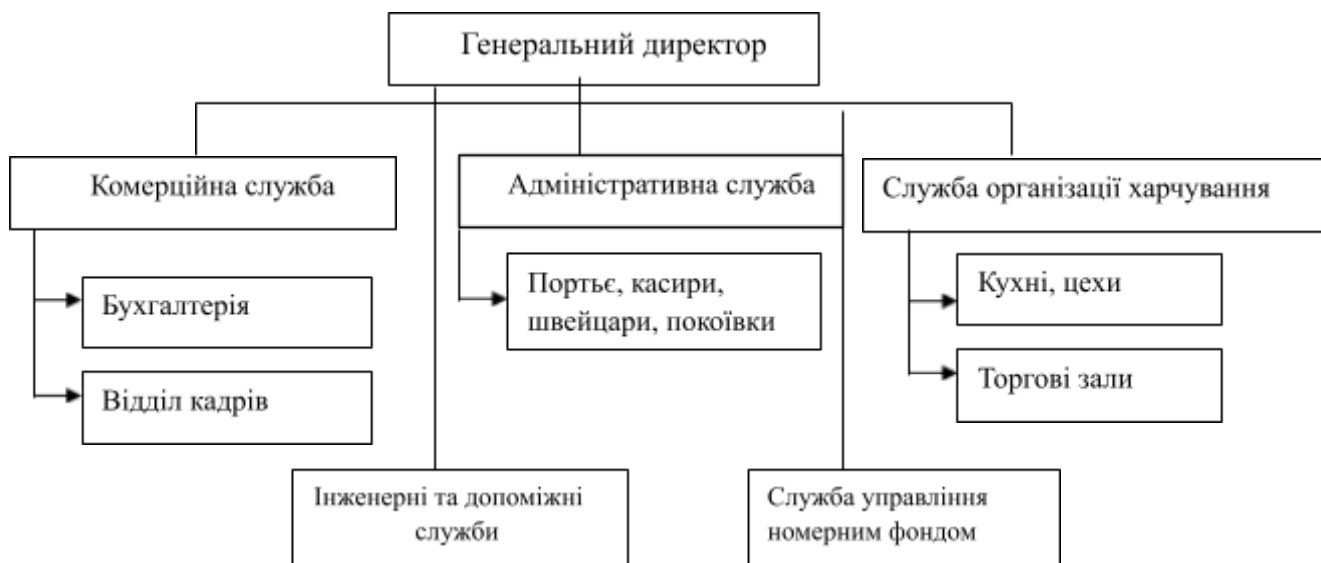 Генеральний директор
Комерційна служба
Адміністративна служба
Служба організації харчування
Бухгалтерія
Відділ кадрів
Портьє, касири,
швейцари, покоївки
Кухні, цехи
Торгові зали
Інженерні та допоміжні
служби
Служба управління
номерним фондом